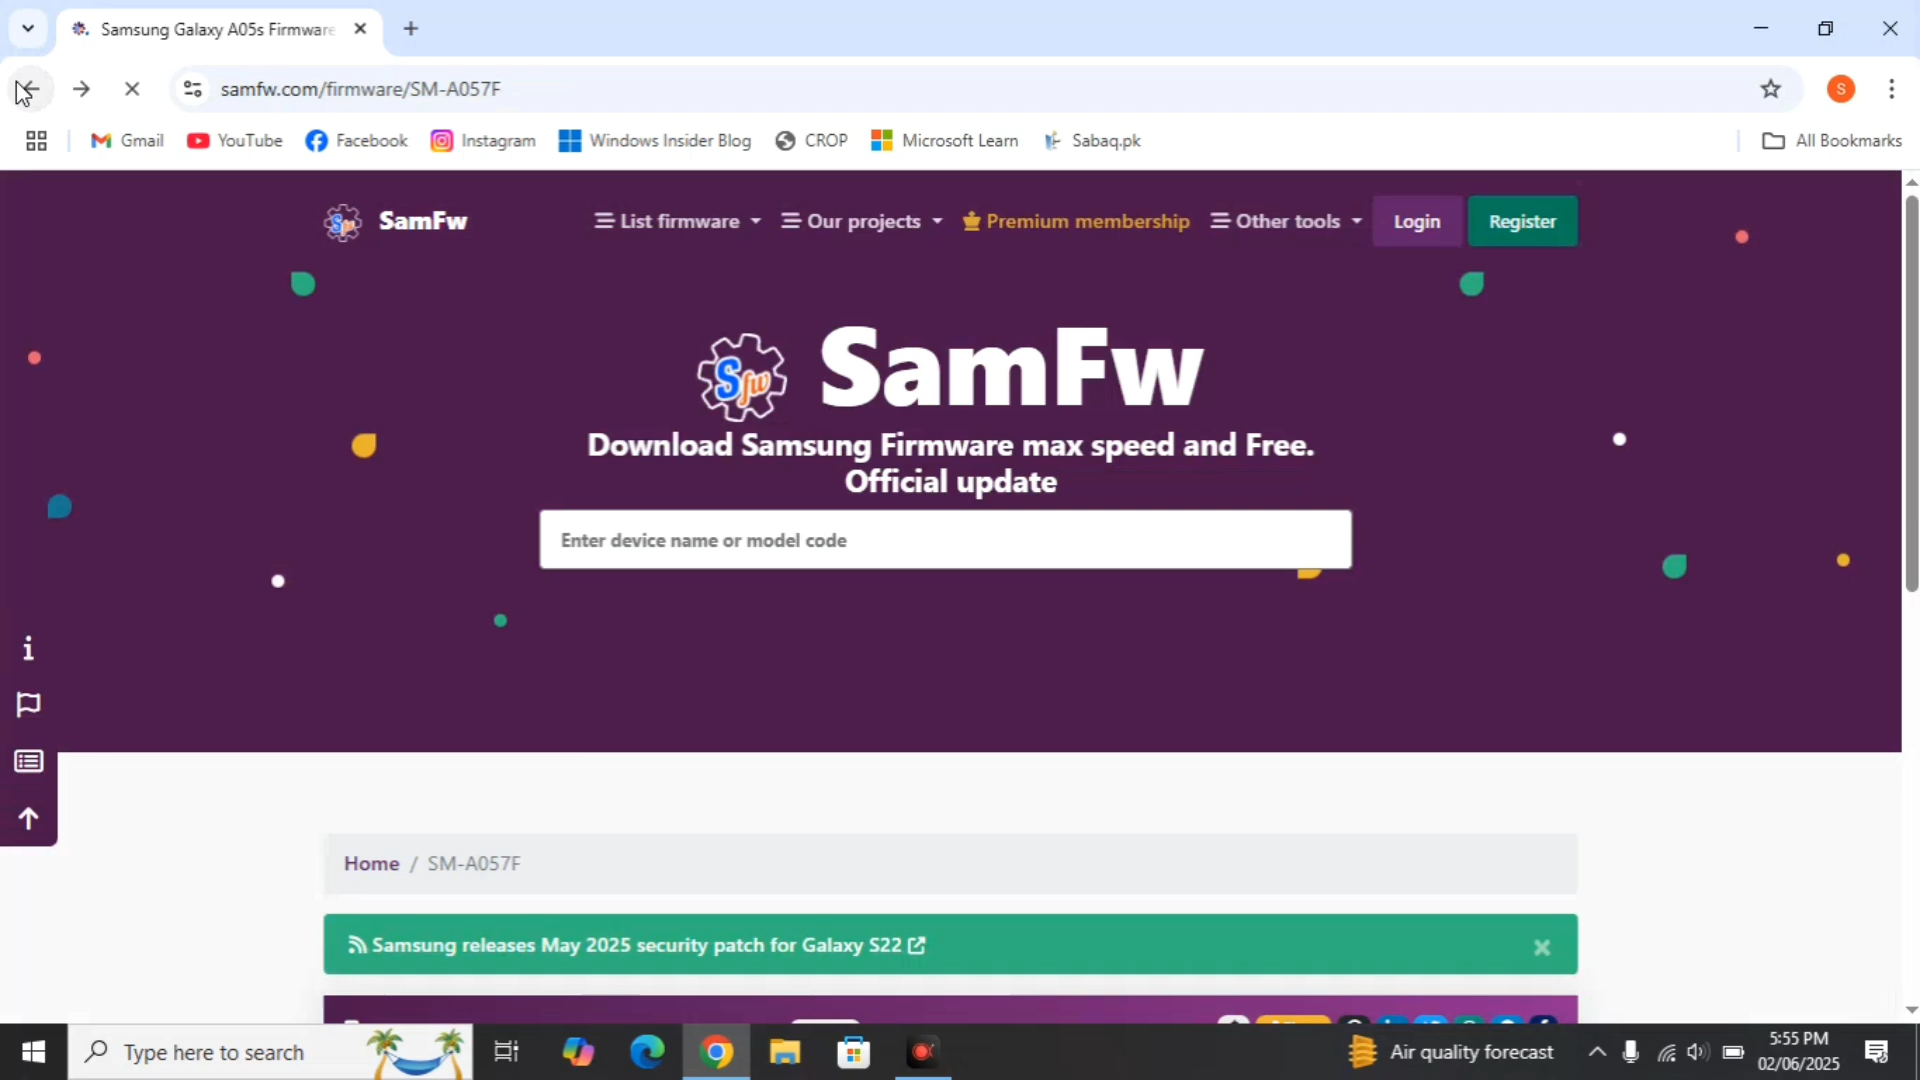 Samsung Galaxy A05s Firmware
samfw.com/firmware/SM-A057F
S
Gmail
YouTube
Facebook
Instagram
Windows Insider Blog
CROP
Microsoft Learn
Sabaq.pk
All Bookmarks
SamFw
List firmware
Our projects
Premium membership
Other tools
Login
Register
Sfw SamFw
Download Samsung Firmware max speed and Free.
Official update
Enter device name or model code
Home / SM-A057F
Samsung releases May 2025 security patch for Galaxy S22
Type here to search
Air quality forecast
5:55 PM
02/06/2025